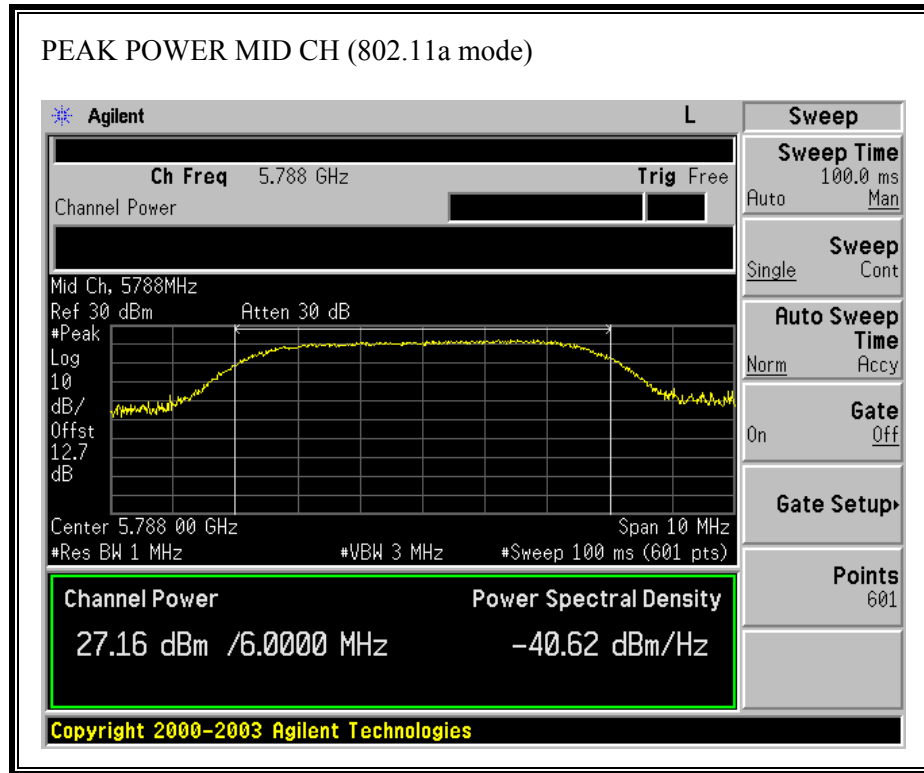 PEAK POWER MID CH (802.11a mode)
Agilent L
Ch Freq 5.788 GHz Trig Free
Channel Power
Mid Ch, 5788MHz
Ref 30 dBm Atten 30 dB
#Peak
Log
10
dB/
Offst
12.7
dB
Center 5.788 00 GHz Span 10 MHz
#Res BW 1 MHz #VBW 3 MHz #Sweep 100 ms (601 pts)
Channel Power Power Spectral Density
27.16 dBm /6.0000 MHz -40.62 dBm/Hz
Copyright 2000-2003 Agilent Technologies
Sweep
Sweep Time
100.0 ms
Auto Man
Sweep
Single Cont
Auto Sweep
Time
Norm Accy
Gate
On Off
Gate Setup
Points
601